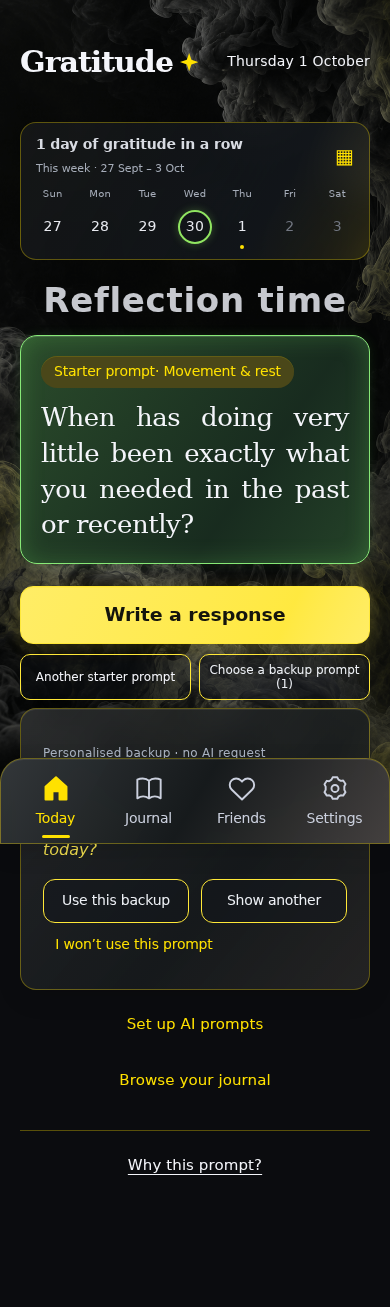 Gratitude
Thursday 1 October
1 day of gratitude in a row
This week · 27 Sept – 3 Oct
Sun Mon Tue Wed Thu Fri Sat
27 28 29 30 1 2 3
Reflection time
Starter prompt· Movement & rest
When has doing very
little been exactly what
you needed in the past
or recently?
Write a response
Another starter prompt
Choose a backup prompt
(1)
Personalised backup · no AI request
Today Journal Friends Settings
today?
Use this backup
Show another
I won’t use this prompt
Set up AI prompts
Browse your journal
Why this prompt?